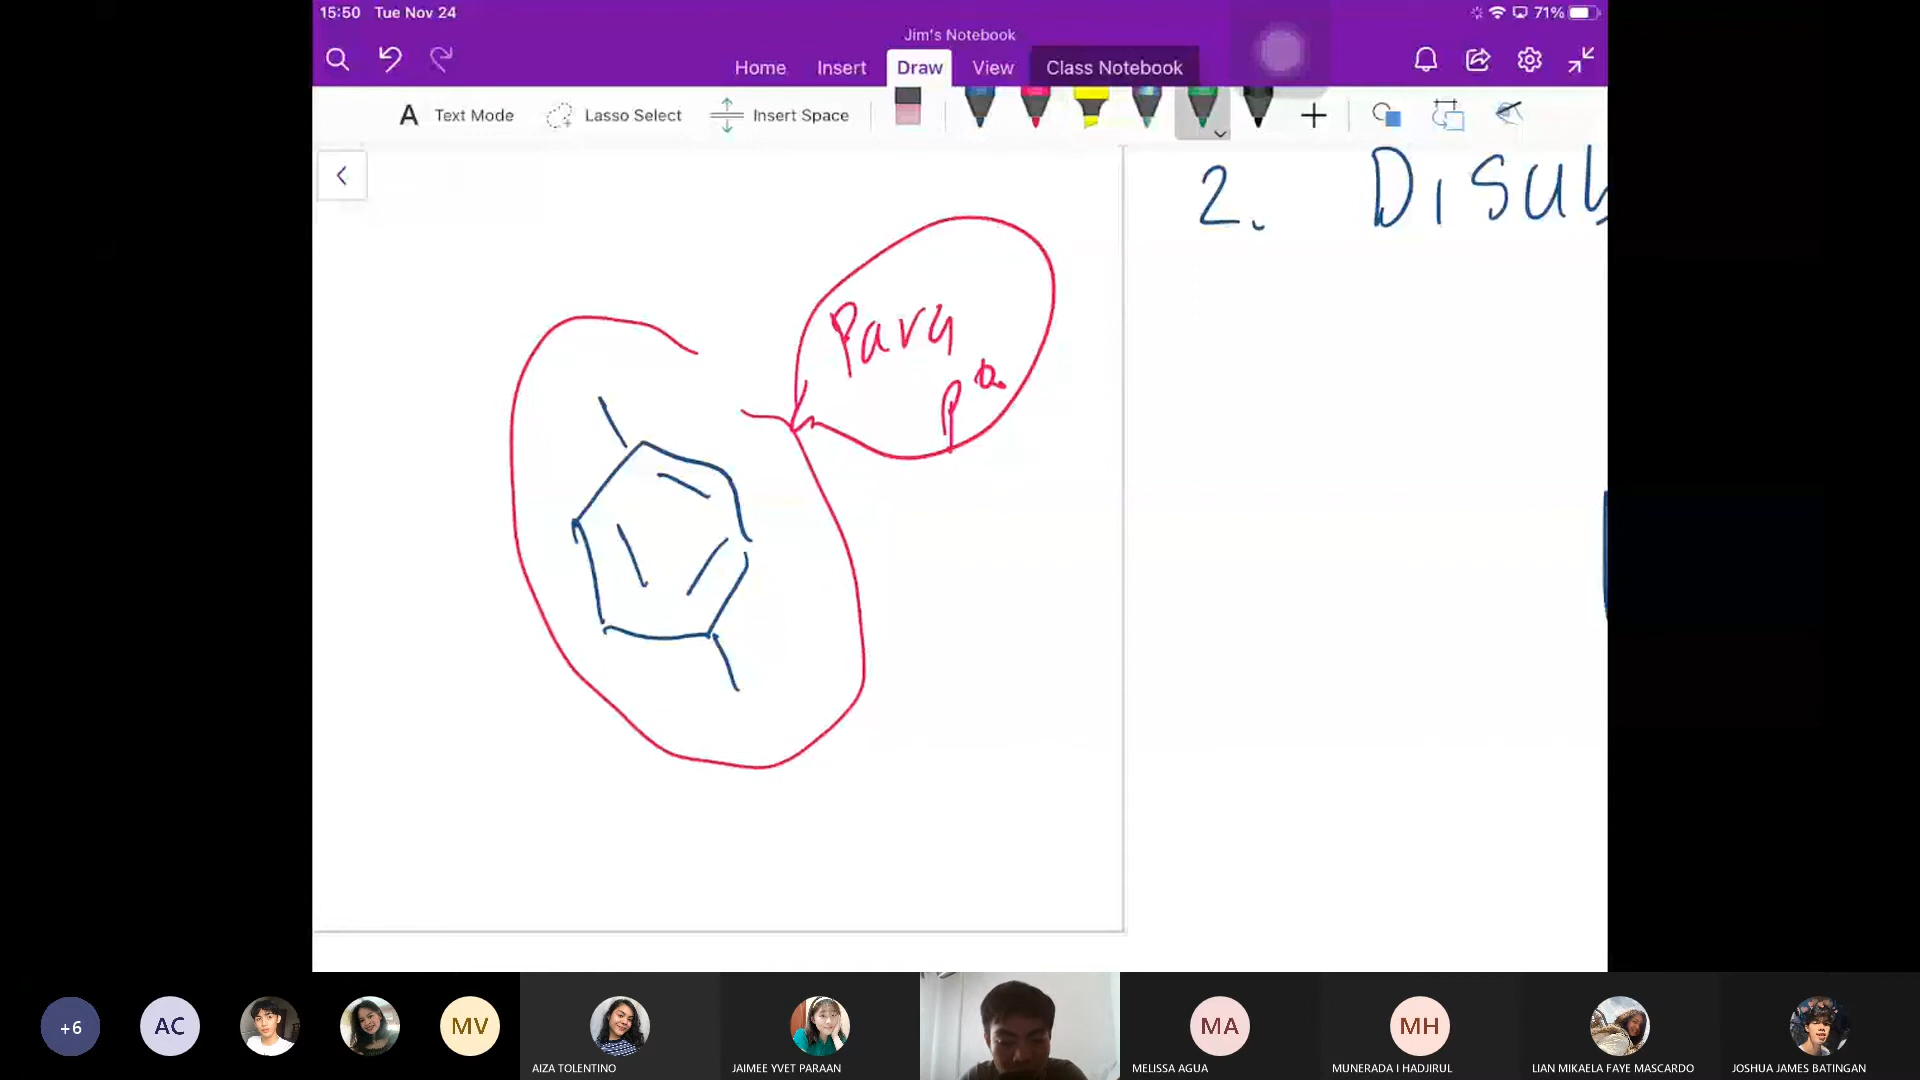 15:50 Tue Nov 24
71%
Jim's Notebook
Home Insert Draw View Class Notebook
A Text Mode Lasso Select Insert Space
2. Disub
Para
p
+6
AC
MV
MA
MH
AIZA TOLENTINO
JAIMEE YVET PARAAN
MELISSA AGUA
MUNERADA I HADJIRUL
LIAN MIKAELA FAYE MASCARDO
JOSHUA JAMES BATINGAN